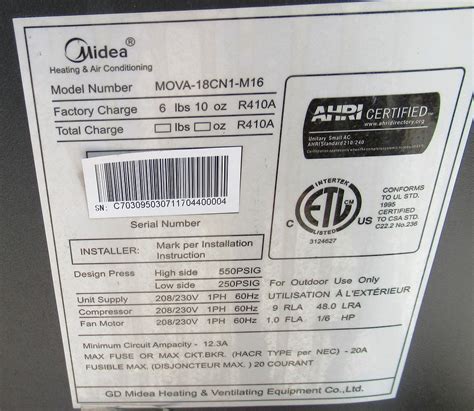 Midea®
Heating & Air Conditioning
Model Number MOVA-18CN1-M16
Factory Charge 6 lbs 10 oz R410A
Total Charge lbs oz R410A
AHRI CERTIFIED™
www.ahridirectory.org
Unitary Small AC
AHRI Standard 210-240
SN: C703095030711704400004
Serial Number
INSTALLER: Mark per Installation
Instruction
INTERTEK
C ETL CM US
LISTED
3124627
CONFORMS
TO UL STD.
1995
CERTIFIED
TO CSA STD.
C22.2 No.236
Design Press High side 550PSIG
Low side 250PSIG
For Outdoor Use Only
UTILISATION À L'EXTÉRIEUR
Unit Supply 208/230V 1PH 60Hz
Compressor 208/230V 1PH 60Hz 9 RLA 48.0 LRA
Fan Motor 208/230V 1PH 60Hz 1.0 FLA 1/6 HP
Minimum Circuit Ampacity - 12.3A
MAX FUSE OR MAX CKT.BKR. (HACR TYPE per NEC) - 20A
FUSIBLE MAX. (DISJONCTEUR MAX.) 20 COURANT
GD Midea Heating & Ventilating Equipment Co.,Ltd.